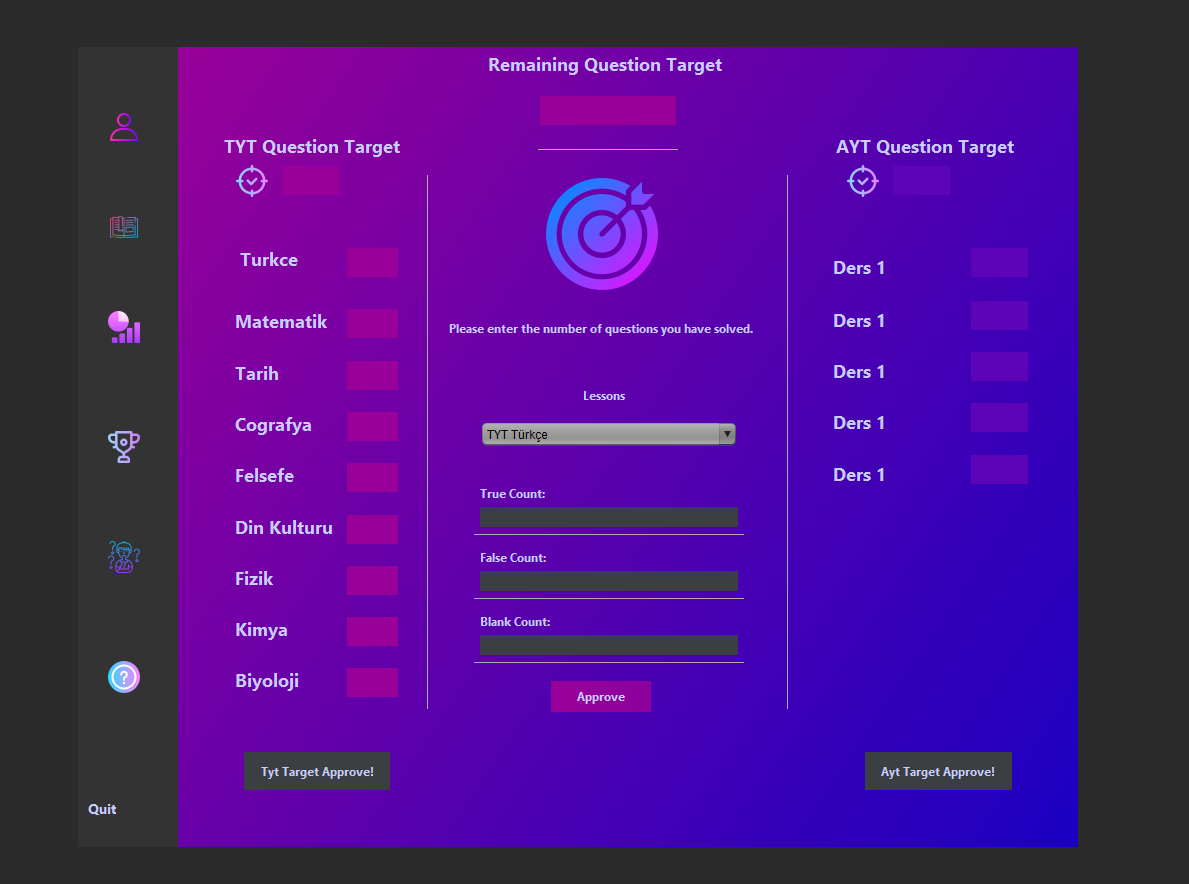 Remaining Question Target
TYT Question Target
Turkce
Matematik
Tarih
Cografya
Felsefe
Din Kulturu
Fizik
Kimya
Biyoloji
Tyt Target Approve!
Please enter the number of questions you have solved.
Lessons
TYT Türkçe
True Count:
False Count:
Blank Count:
Approve
AYT Question Target
Ders 1
Ders 1
Ders 1
Ders 1
Ders 1
Ayt Target Approve!
Quit